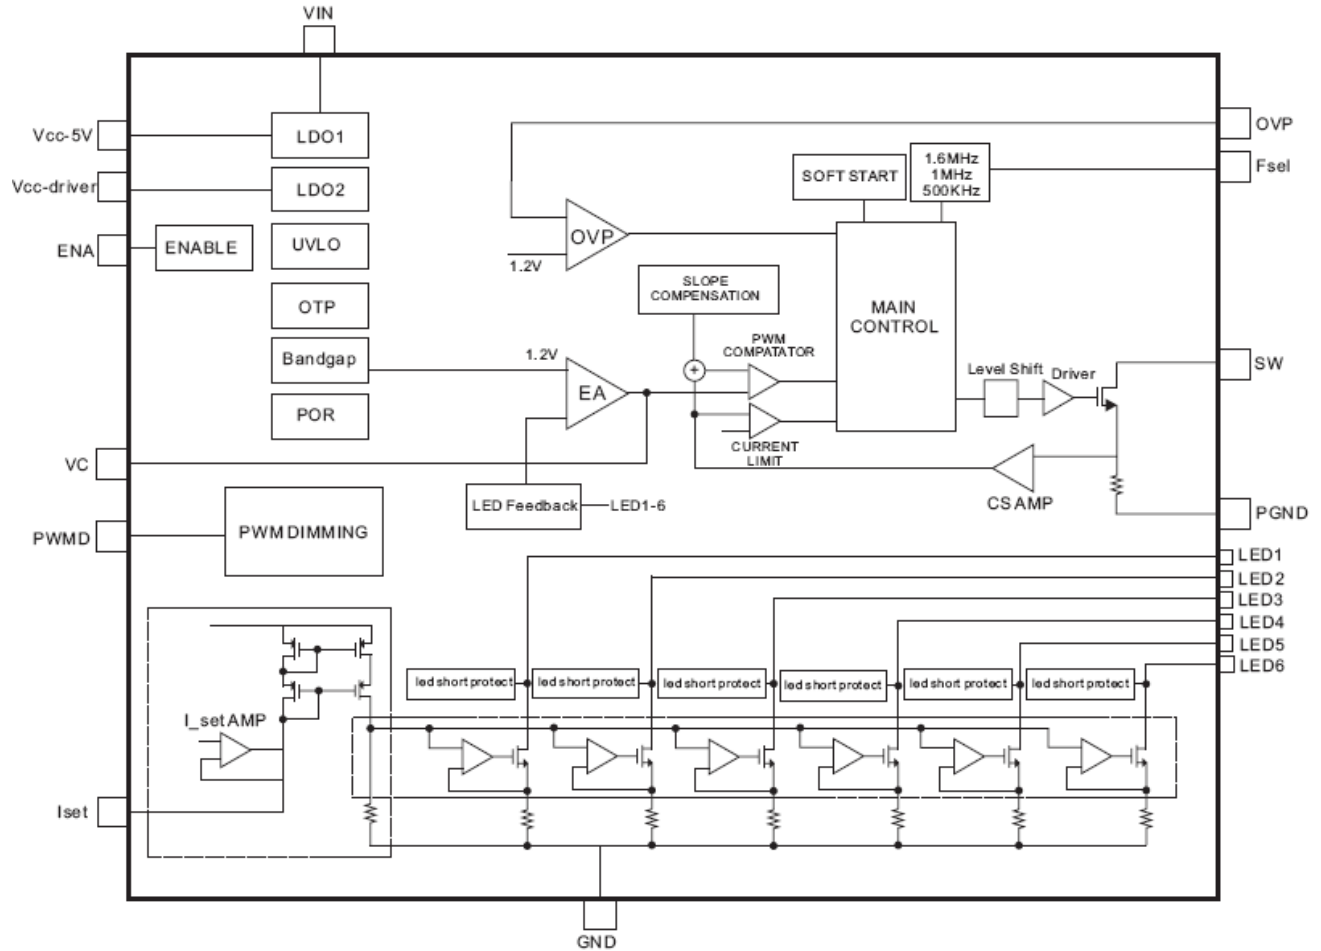 VIN
Vcc-5V
LDO1
OVP
Vcc-driver
LDO2
SOFT START
1.6MHz
1MHz
500KHz
Fsel
ENA
ENABLE
UVLO
OVP
1.2V
OTP
SLOPE
COMPENSATION
MAIN
CONTROL
Bandgap
1.2V
EA
PWM
COMPATATOR
Level Shift
Driver
SW
POR
CURRENT
LIMIT
VC
LED Feedback
LED1-6
CS AMP
PGND
PWMD
PWM DIMMING
LED1
LED2
LED3
LED4
LED5
LED6
led short protect
led short protect
led short protect
led short protect
led short protect
led short protect
I_setAMP
Iset
GND